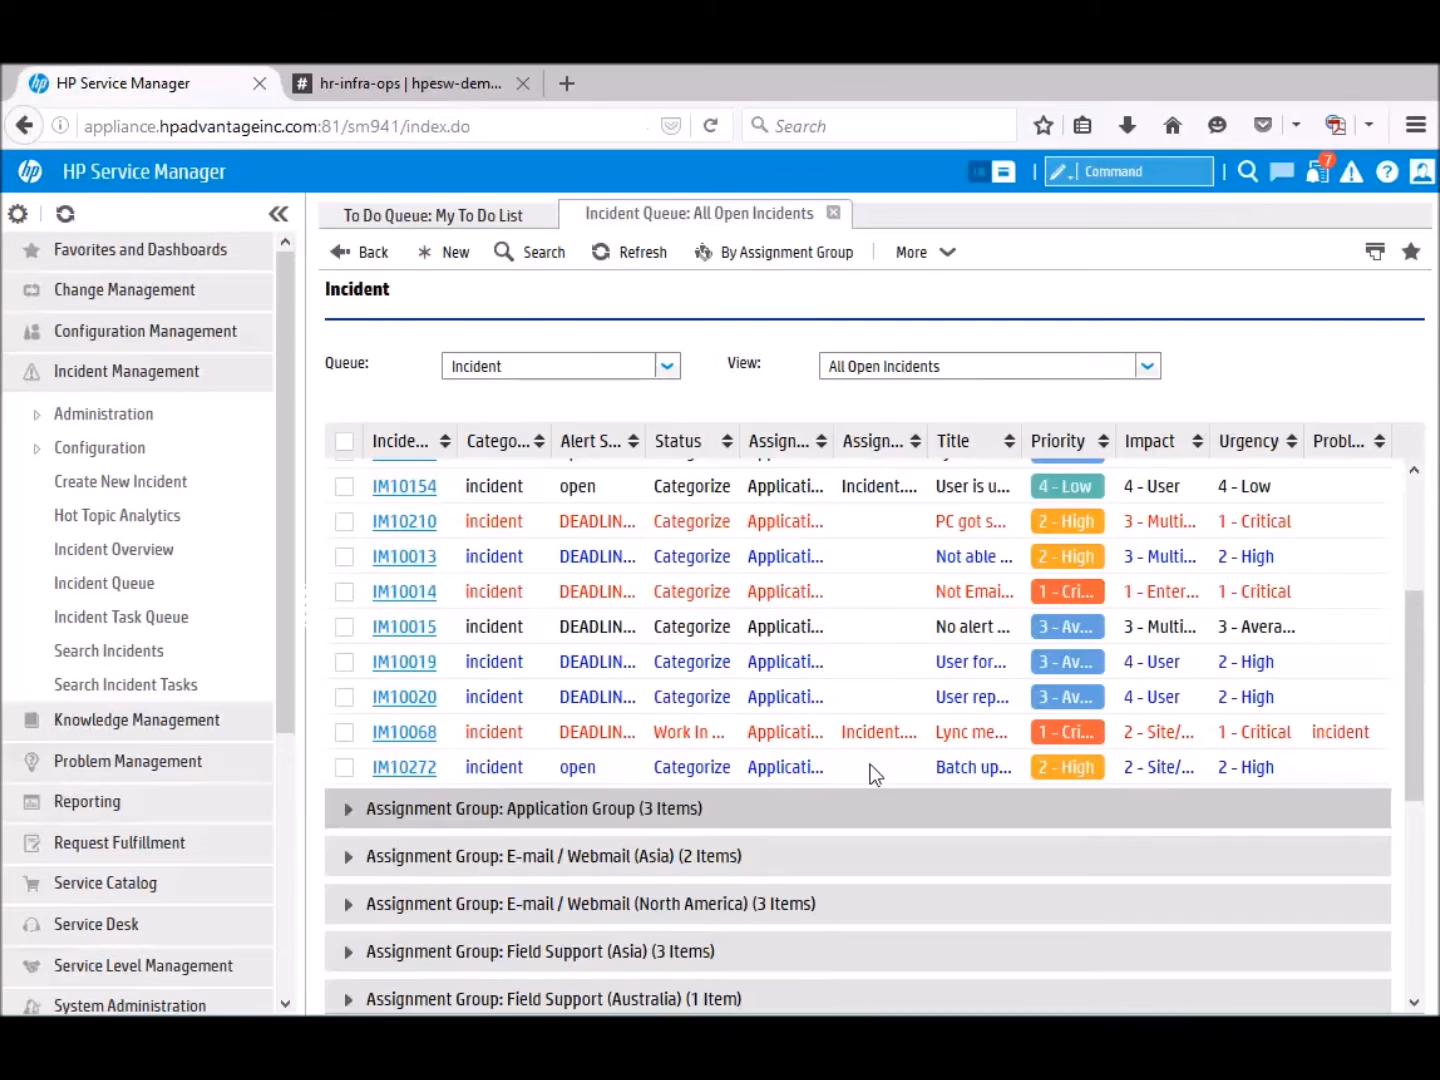 HP Service Manager
# hr-infra-ops | hpesw-dem...
appliance.hpadvantageinc.com:81/sm941/index.do
Search
HP Service Manager
Command
7
To Do Queue: My To Do List
Incident Queue: All Open Incidents
Back
New
Search
Refresh
By Assignment Group
More
Favorites and Dashboards
Change Management
Configuration Management
Incident Management
Administration
Configuration
Create New Incident
Hot Topic Analytics
Incident Overview
Incident Queue
Incident Task Queue
Search Incidents
Search Incident Tasks
Knowledge Management
Problem Management
Reporting
Request Fulfillment
Service Catalog
Service Desk
Service Level Management
System Administration
Incident
Queue: Incident View: All Open Incidents
Incide... Catego... Alert S... Status Assign... Assign... Title Priority Impact Urgency Probl...
IM10154 incident open Categorize Applicati... Incident.... User is u... 4 - Low 4 - User 4 - Low
IM10210 incident DEADLIN... Categorize Applicati... PC got s... 2 - High 3 - Multi... 1 - Critical
IM10013 incident DEADLIN... Categorize Applicati... Not able ... 2 - High 3 - Multi... 2 - High
IM10014 incident DEADLIN... Categorize Applicati... Not Emai... 1 - Cri... 1 - Enter... 1 - Critical
IM10015 incident DEADLIN... Categorize Applicati... No alert ... 3 - Av... 3 - Multi... 3 - Avera...
IM10019 incident DEADLIN... Categorize Applicati... User for... 3 - Av... 4 - User 2 - High
IM10020 incident DEADLIN... Categorize Applicati... User rep... 3 - Av... 4 - User 2 - High
IM10068 incident DEADLIN... Work In ... Applicati... Incident.... Lync me... 1 - Cri... 2 - Site/... 1 - Critical incident
IM10272 incident open Categorize Applicati... Batch up... 2 - High 2 - Site/... 2 - High
Assignment Group: Application Group (3 Items)
Assignment Group: E-mail / Webmail (Asia) (2 Items)
Assignment Group: E-mail / Webmail (North America) (3 Items)
Assignment Group: Field Support (Asia) (3 Items)
Assignment Group: Field Support (Australia) (1 Item)